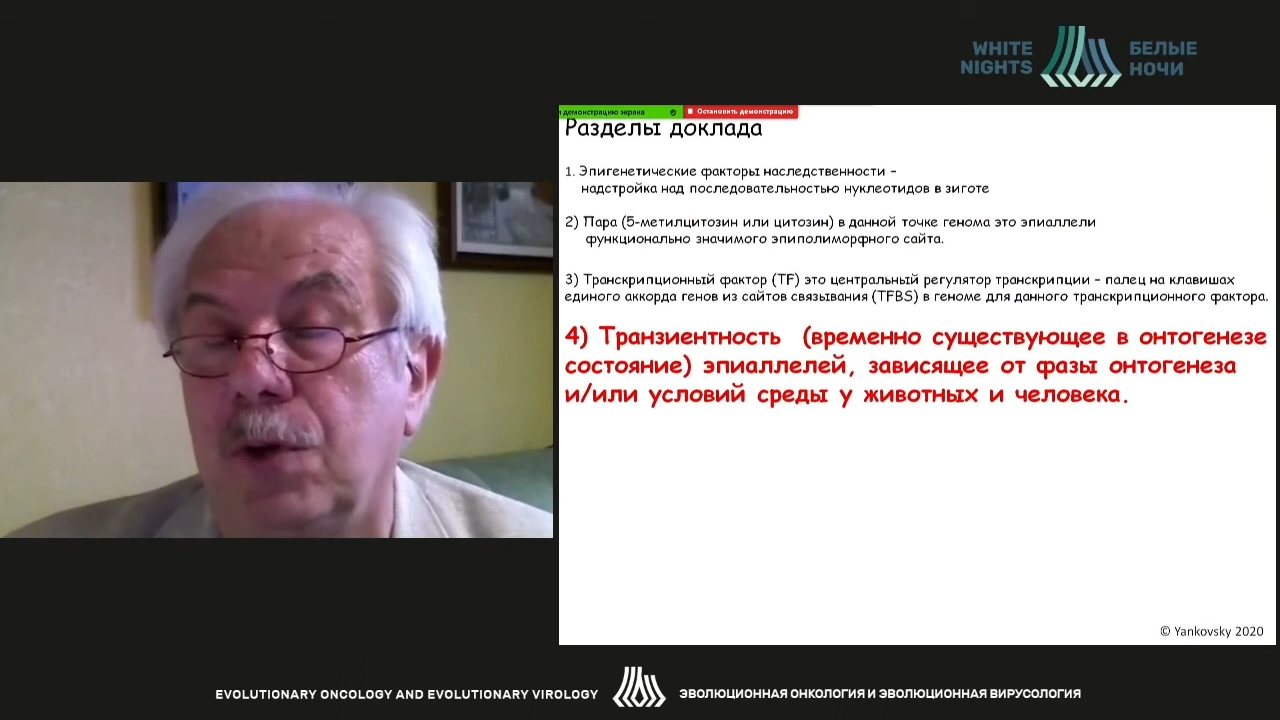 WHITE
NIGHTS
БЕЛЫЕ
НОЧИ
демонстрацию экрана
Остановить демонстрацию
Разделы доклада
1. Эпигенетические факторы наследственности –
надстройка над последовательностью нуклеотидов в зиготе
2) Пара (5-метилцитозин или цитозин) в данной точке генома это эпиаллели
функционально значимого эпиполиморфного сайта.
3) Транскрипционный фактор (TF) это центральный регулятор транскрипции – палец на клавишах
единого аккорда генов из сайтов связывания (TFBS) в геноме для данного транскрипционного фактора.
4) Транзиентность (временно существующее в онтогенезе
состояние) эпиаллелей, зависящее от фазы онтогенеза
и/или условий среды у животных и человека.
© Yankovsky 2020
EVOLUTIONARY ONCOLOGY AND EVOLUTIONARY VIROLOGY
ЭВОЛЮЦИОННАЯ ОНКОЛОГИЯ И ЭВОЛЮЦИОННАЯ ВИРУСОЛОГИЯ